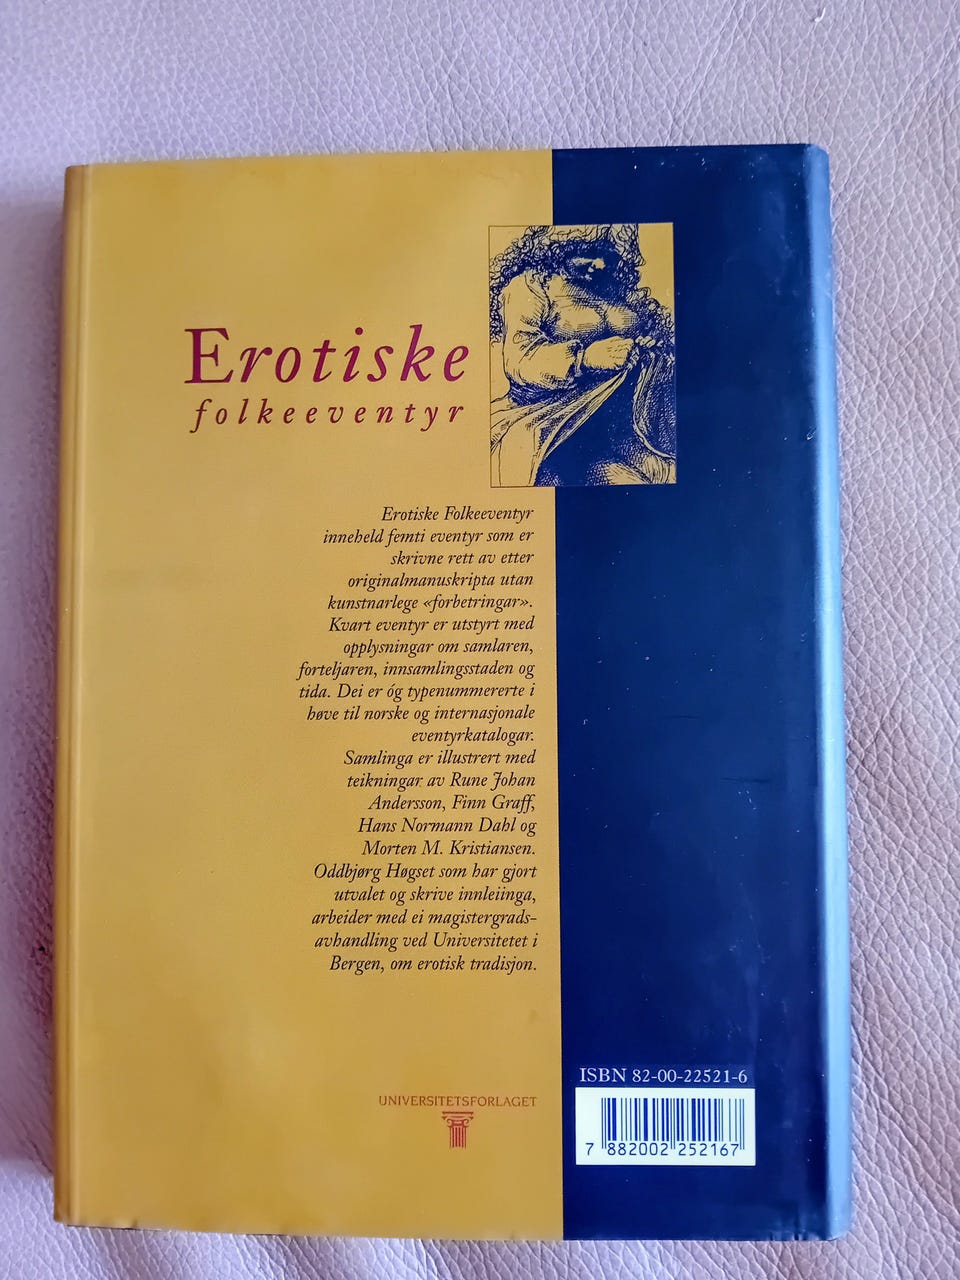 Erotiske
folkeeventyr
Erotiske Folkeeventyr
inneheld femti eventyr som er
skrivne rett av etter
originalmanuskripta utan
kunstnarlege «forbetringar».
Kvart eventyr er utstyrt med
opplysningar om samlaren,
forteljaren, innsamlingsstaden og
tida. Dei er óg typenummererte i
høve til norske og internasjonale
eventyrkatalogar.
Samlinga er illustrert med
teikningar av Rune Johan
Andersson, Finn Graff,
Hans Normann Dahl og
Morten M. Kristiansen.
Oddbjørg Høgset som har gjort
utvalet og skrive innleiinga,
arbeider med ei magistergrads-
avhandling ved Universitetet i
Bergen, om erotisk tradisjon.
UNIVERSITETSFORLAGET
ISBN 82-00-22521-6
7 882002 252167